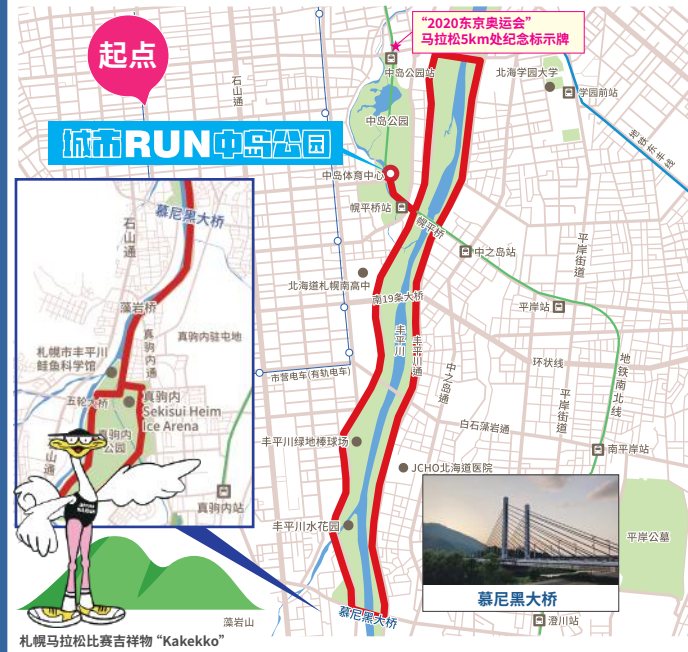 起点
城市RUN中岛公园
“2020东京奥运会”
马拉松5km处纪念标示牌
石山通
中岛公园站
北海学园大学
学园前站
地铁东丰线
中岛公园
中岛体育中心
幌平桥站
幌平桥
中之岛站
平岸街道
北海道札幌南高中
南19条大桥
平岸站
丰平川
丰平川通
中之岛通
环状线
地铁南北线
平岸街道
市营电车(有轨电车)
白石藻岩通
丰平川绿地棒球场
南平岸站
JCHO北海道医院
丰平川水花园
平岸公墓
慕尼黑大桥
慕尼黑大桥
澄川站
慕尼黑大桥
石山通
藻岩桥
真驹内通
真驹内驻屯地
札幌市丰平川
鲑鱼科学馆
五轮大桥
真驹内
Sekisui Heim
Ice Arena
真驹内
公园
山通
真驹内站
藻岩山
札幌马拉松比赛吉祥物 “Kakekko”